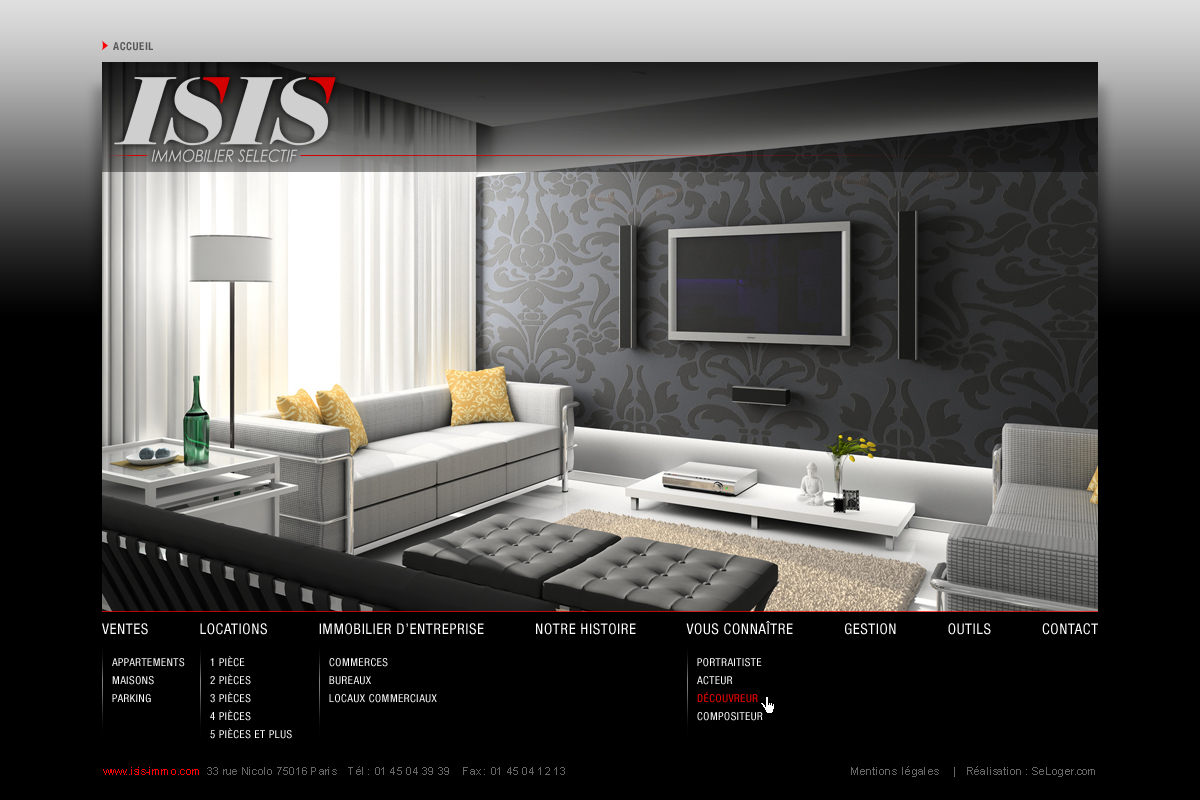 ACCUEIL
ISIS
IMMOBILIER SELECTIF
VENTES LOCATIONS IMMOBILIER D'ENTREPRISE NOTRE HISTOIRE VOUS CONNAÎTRE GESTION OUTILS CONTACT
APPARTEMENTS
MAISONS
PARKING
1 PIÈCE
2 PIÈCES
3 PIÈCES
4 PIÈCES
5 PIÈCES ET PLUS
COMMERCES
BUREAUX
LOCAUX COMMERCIAUX
PORTRAITISTE
ACTEUR
DÉCOUVREUR
COMPOSITEUR
www.isis-immo.com 33 rue Nicolo 75016 Paris Tél : 01 45 04 39 39 Fax : 01 45 04 12 13 Mentions légales | Réalisation : SeLoger.com